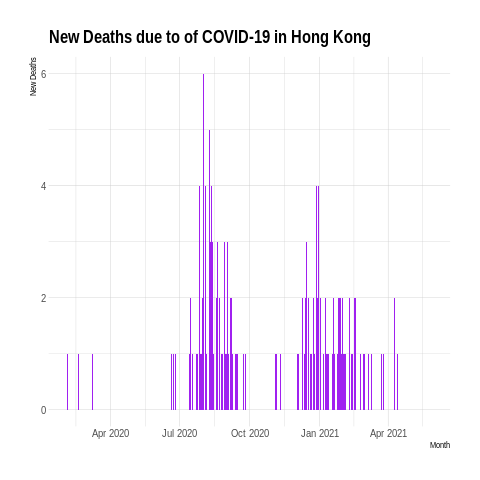 New Deaths due to of COVID-19 in Hong Kong
New Deaths
6
4
2
0
Apr 2020 Jul 2020 Oct 2020 Jan 2021 Apr 2021
Month